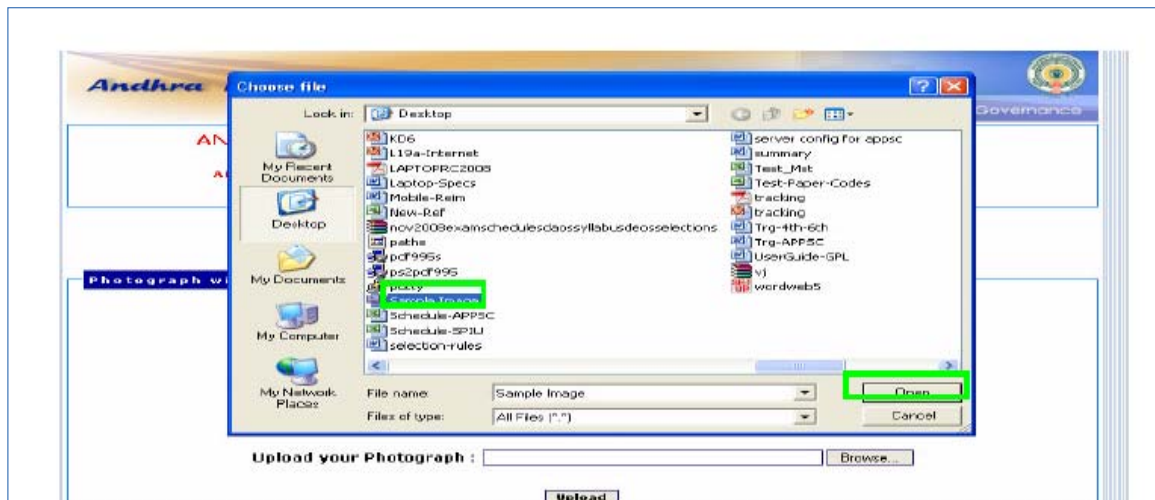 Andhra
Governance
AN
A
Choose file
Look in:
Desktop
My Recent Documents
Desktop
My Documents
My Computer
My Network Places
KD6
L19a-Internet
LAPTOPRC2008
Laptop-Specs
Mobile-Reim
New-Ref
nov2008examschedulesdaossyllabusdeosselections
paths
pdf995s
ps2pdf995
putty
Sample Image
Schedule-APPSC
Schedule-SPIU
selection-rules
server config for appsc
summary
Test_Mst
Test-Paper-Codes
tracking
tracking
Trg-4th-6th
Trg-APPSC
UserGuide-GPL
vj
wordweb5
File name:
Sample Image
Open
Files of type:
All Files (*.*)
Cancel
Photograph wi
Upload your Photograph :
Browse...
Upload